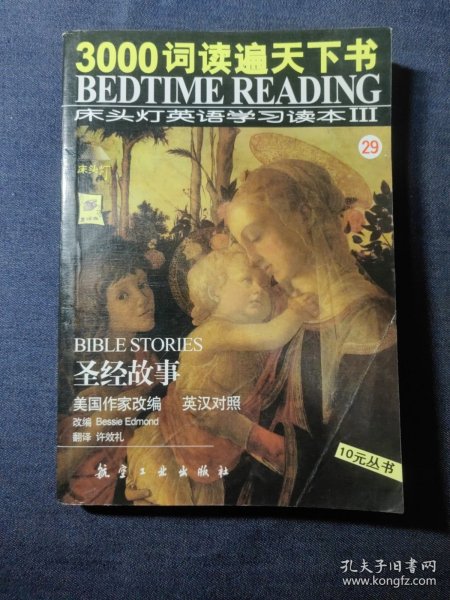 3000词读遍天下书
BEDTIME READING
床头灯英语学习读本III
29
床头灯
BIBLE STORIES
圣经故事
美国作家改编 英汉对照
改编 Bessie Edmond
翻译 许效礼
航空工业出版社
10元丛书
孔夫子旧书网
www.kongfz.com